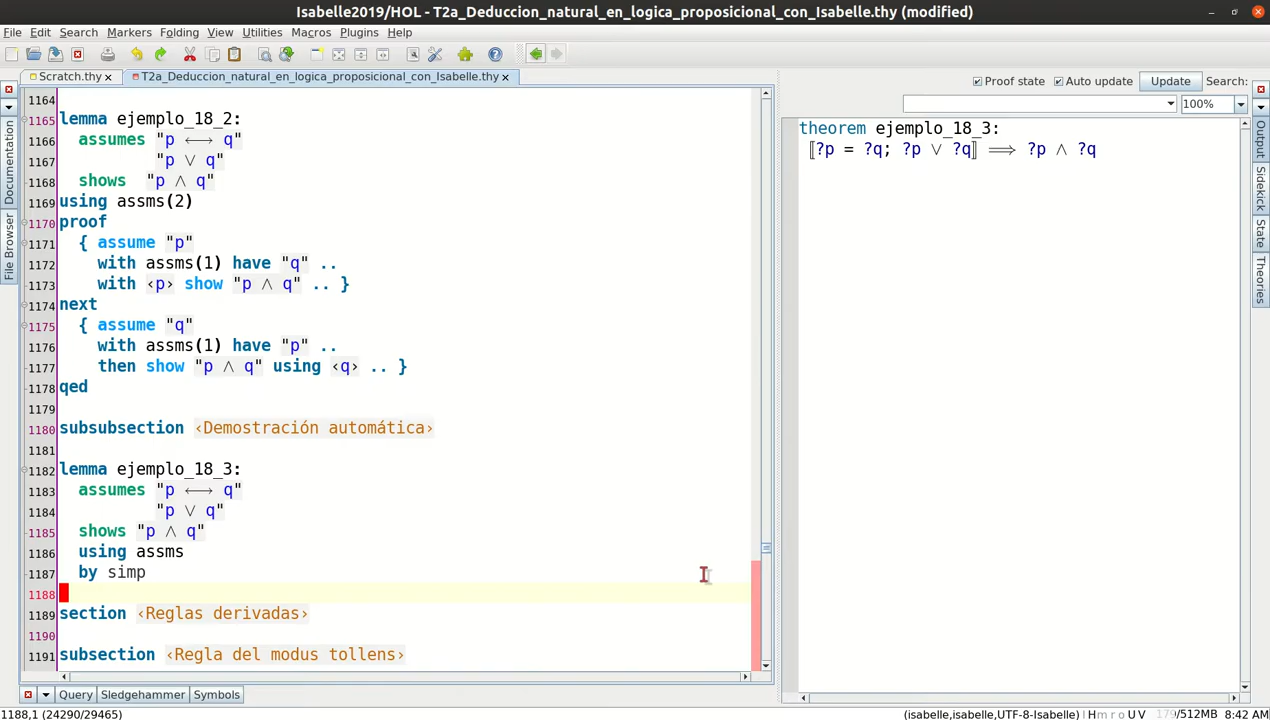 Isabelle2019/HOL - T2a_Deduccion_natural_en_logica_proposicional_con_Isabelle.thy (modified)
File Edit Search Markers Folding View Utilities Macros Plugins Help
Scratch.thy T2a_Deduccion_natural_en_logica_proposicional_con_Isabelle.thy
Proof state Auto update Update Search:
100%
Documentation
File Browser
1164
1165 lemma ejemplo_18_2:
1166 assumes "p ⟷ q"
1167 "p ∨ q"
1168 shows "p ∧ q"
1169 using assms(2)
1170 proof
1171 { assume "p"
1172 with assms(1) have "q" ..
1173 with ‹p› show "p ∧ q" .. }
1174 next
1175 { assume "q"
1176 with assms(1) have "p" ..
1177 then show "p ∧ q" using ‹q› .. }
1178 qed
1179
1180 subsubsection ‹Demostración automática›
1181
1182 lemma ejemplo_18_3:
1183 assumes "p ⟷ q"
1184 "p ∨ q"
1185 shows "p ∧ q"
1186 using assms
1187 by simp
1188
1189 section ‹Reglas derivadas›
1190
1191 subsection ‹Regla del modus tollens›
theorem ejemplo_18_3:
⟦?p = ?q; ?p ∨ ?q⟧ ⟹ ?p ∧ ?q
Output
Sidekick
State
Theories
Query Sledgehammer Symbols
1188,1 (24290/29465)
(isabelle,isabelle,UTF-8-Isabelle) H m r o U V 179/512MB 8:42 AM